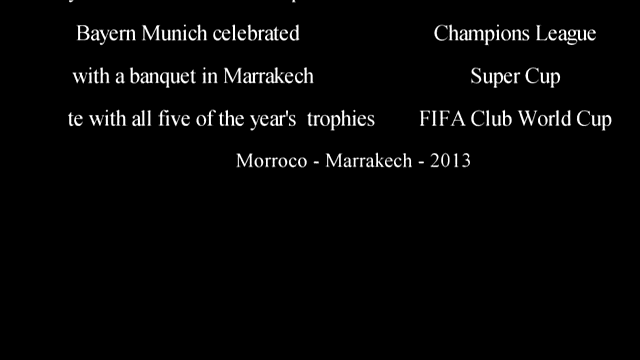 Bayern Munich celebrated Champions League
with a banquet in Marrakech Super Cup
te with all five of the year's trophies FIFA Club World Cup
Morroco - Marrakech - 2013